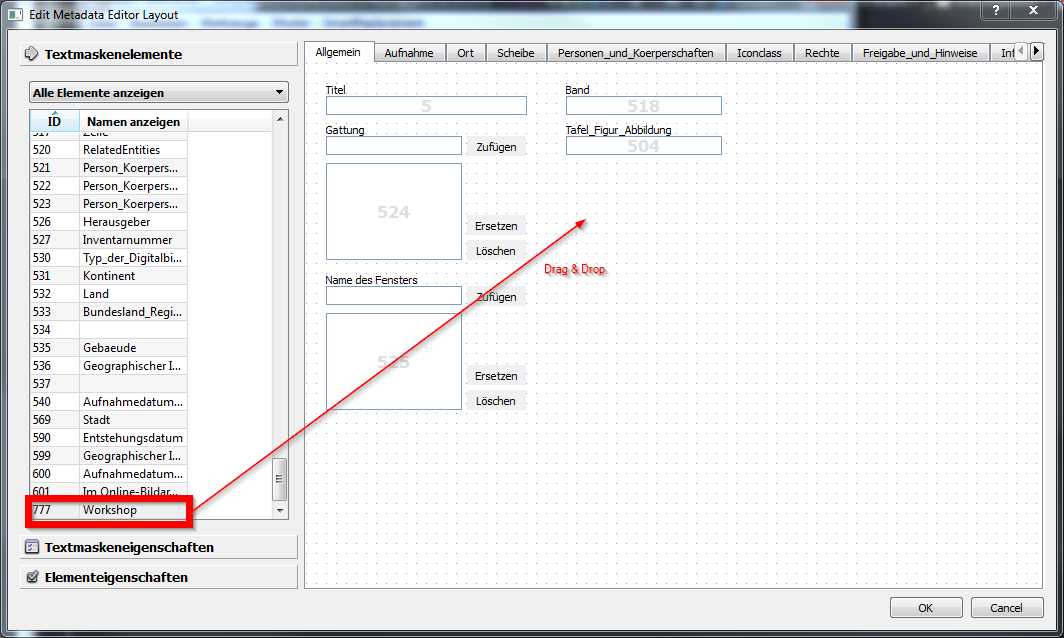 Edit Metadata Editor Layout
Textmaskenelemente
Alle Elemente anzeigen
ID Namen anzeigen
517 Zeile
520 RelatedEntities
521 Person_Koerpers...
522 Person_Koerpers...
523 Person_Koerpers...
526 Herausgeber
527 Inventarnummer
530 Typ_der_Digitalbi...
531 Kontinent
532 Land
533 Bundesland_Regi...
534
535 Gebaeude
536 Geographischer I...
537
540 Aufnahmedatum...
569 Stadt
590 Entstehungsdatum
599 Geographischer I...
600 Aufnahmedatum...
601 Im Online-Bildar...
777 Workshop
Textmaskeneigenschaften
Elementeigenschaften
Allgemein Aufnahme Ort Scheibe Personen_und_Koerperschaften Iconclass Rechte Freigabe_und_Hinweise Inf
Titel Band
5 518
Gattung Tafel_Figur_Abbildung
Zufügen 504
524
Ersetzen
Löschen
Drag & Drop
Name des Fensters
Zufügen
525
Ersetzen
Löschen
OK Cancel